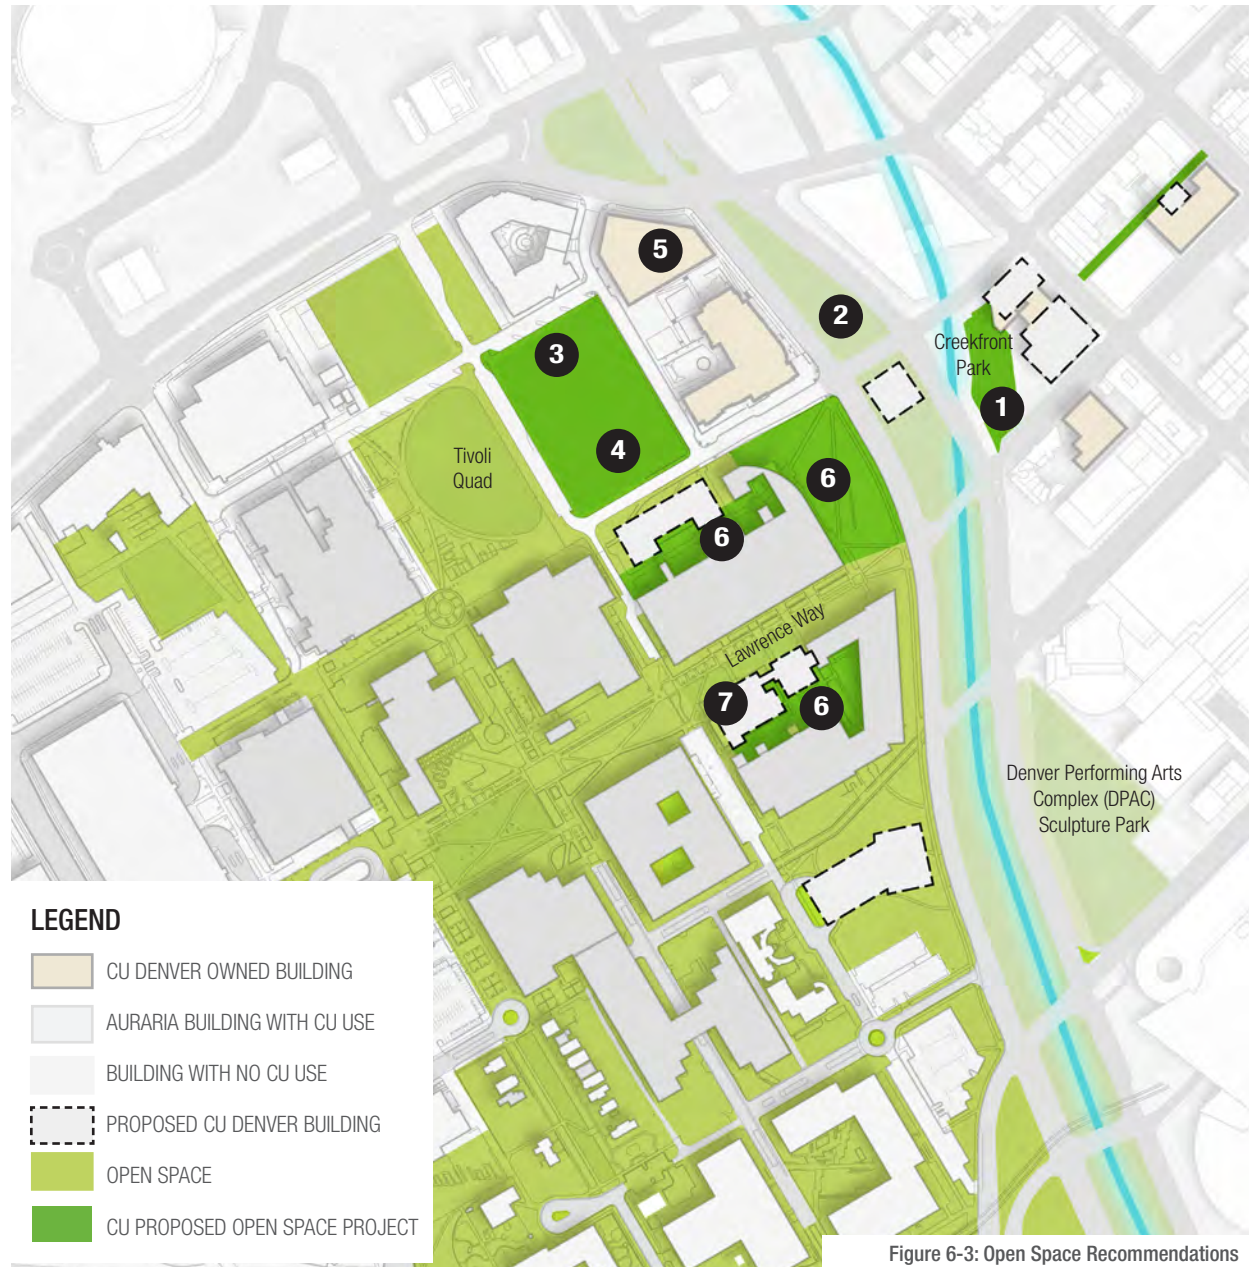 5
2
3
Creekfront
Park
1
4
Tivoli
Quad
6
6
Lawrence Way
7
6
Denver Performing Arts
Complex (DPAC)
Sculpture Park
LEGEND
CU DENVER OWNED BUILDING
AURARIA BUILDING WITH CU USE
BUILDING WITH NO CU USE
PROPOSED CU DENVER BUILDING
OPEN SPACE
CU PROPOSED OPEN SPACE PROJECT
Figure 6-3: Open Space Recommendations